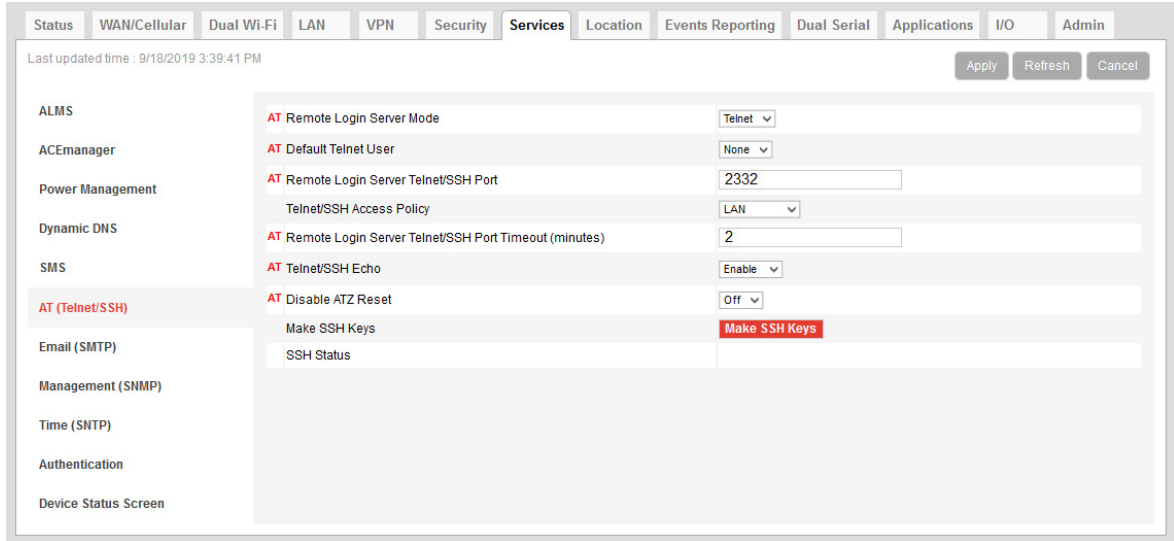 Status WAN/Cellular Dual Wi-Fi LAN VPN Security Services Location Events Reporting Dual Serial Applications I/O Admin
Last updated time : 9/18/2019 3:39:41 PM
Apply Refresh Cancel
ALMS
ACEmanager
Power Management
Dynamic DNS
SMS
AT (Telnet/SSH)
Email (SMTP)
Management (SNMP)
Time (SNTP)
Authentication
Device Status Screen
AT Remote Login Server Mode Telnet
AT Default Telnet User None
AT Remote Login Server Telnet/SSH Port 2332
Telnet/SSH Access Policy LAN
AT Remote Login Server Telnet/SSH Port Timeout (minutes) 2
AT Telnet/SSH Echo Enable
AT Disable ATZ Reset Off
Make SSH Keys Make SSH Keys
SSH Status